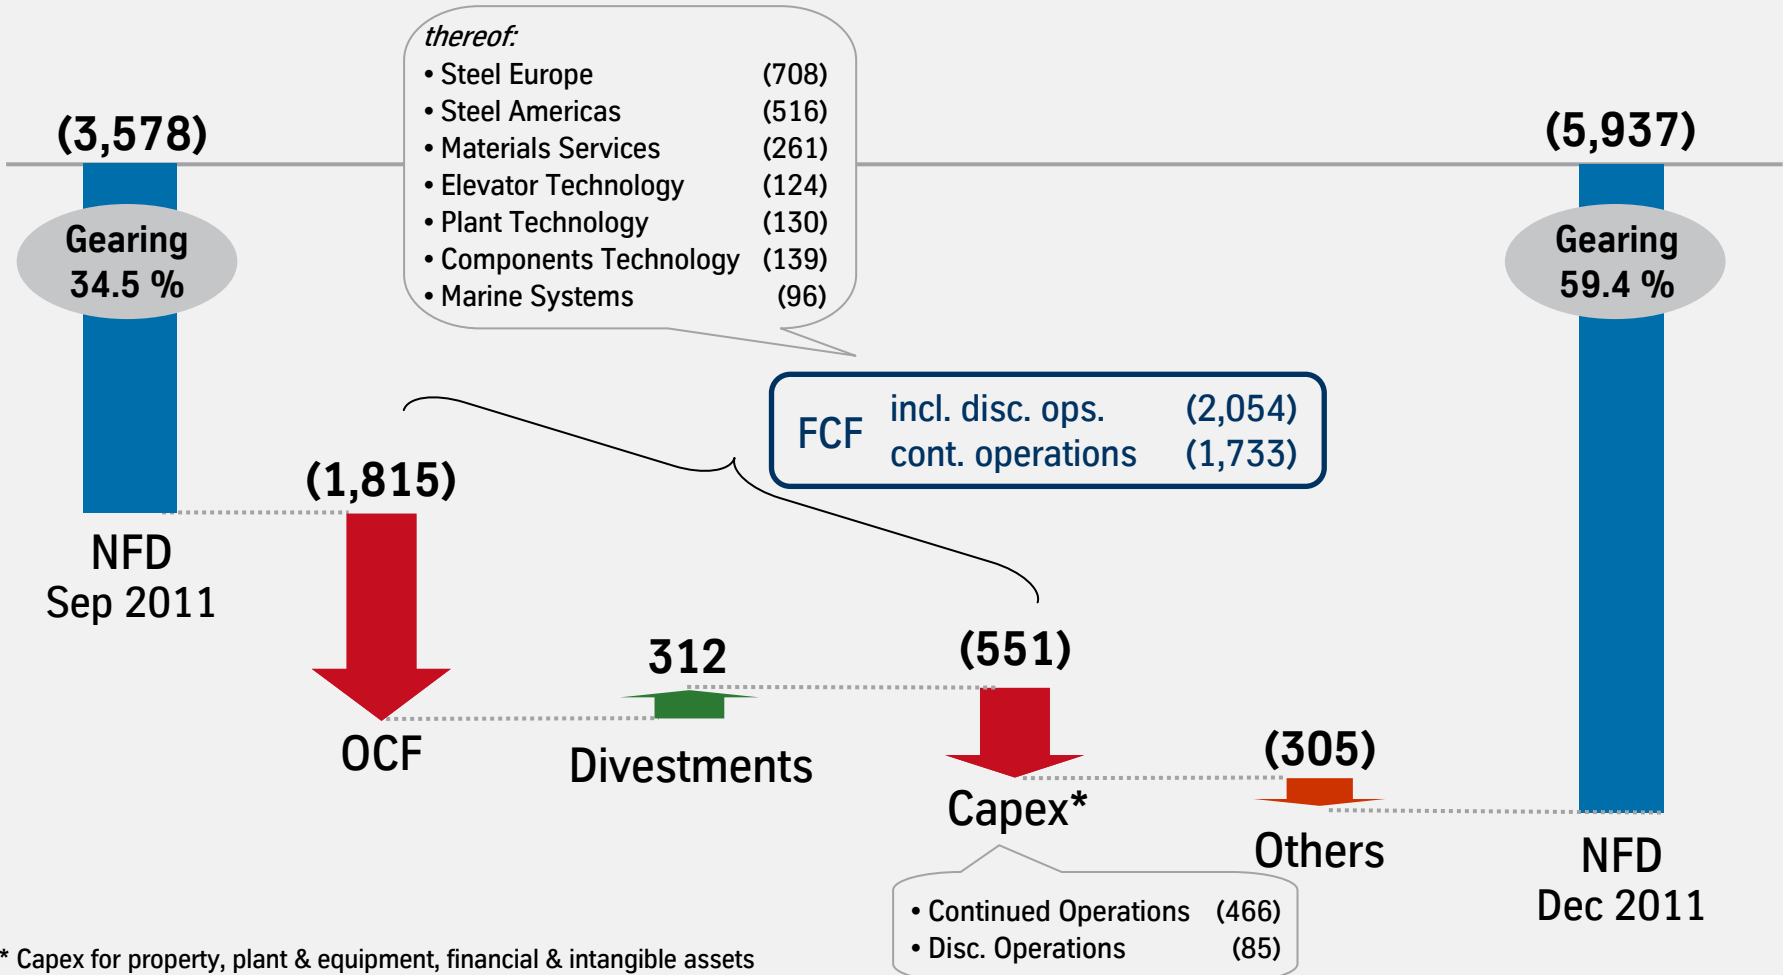 thereof:
• Steel Europe (708)
• Steel Americas (516)
• Materials Services (261)
• Elevator Technology (124)
• Plant Technology (130)
• Components Technology (139)
• Marine Systems (96)
(3,578)
Gearing
34.5 %
NFD
Sep 2011
(1,815)
OCF
312
Divestments
FCF
incl. disc. ops. (2,054)
cont. operations (1,733)
(551)
Capex*
• Continued Operations (466)
• Disc. Operations (85)
(305)
Others
(5,937)
Gearing
59.4 %
NFD
Dec 2011
* Capex for property, plant & equipment, financial & intangible assets